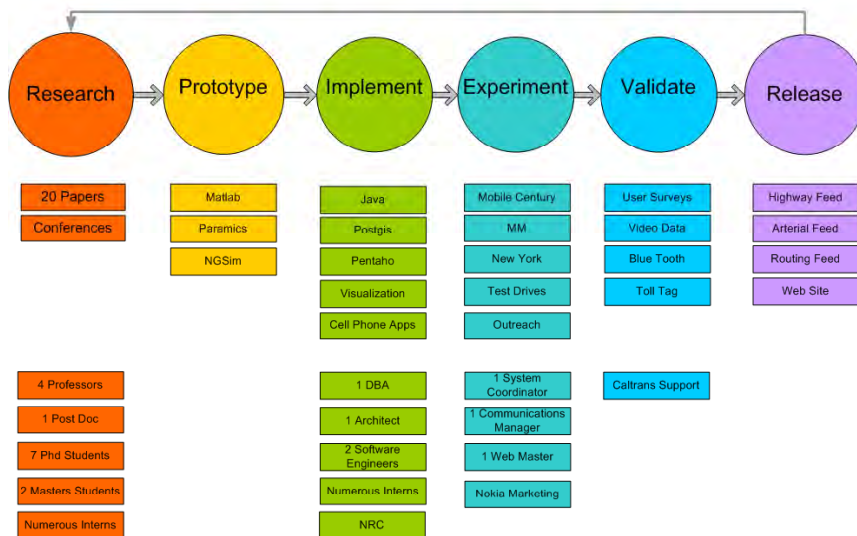 Research
Prototype
Implement
Experiment
Validate
Release
20 Papers
Conferences
Matlab
Paramics
NGSim
Java
Postgis
Pentaho
Visualization
Cell Phone Apps
Mobile Century
MM
New York
Test Drives
Outreach
User Surveys
Video Data
Blue Tooth
Toll Tag
Highway Feed
Arterial Feed
Routing Feed
Web Site
4 Professors
1 Post Doc
7 Phd Students
2 Masters Students
Numerous Interns
1 DBA
1 Architect
2 Software
Engineers
Numerous Interns
NRC
1 System
Coordinator
1 Communications
Manager
1 Web Master
Nokia Marketing
Caltrans Support